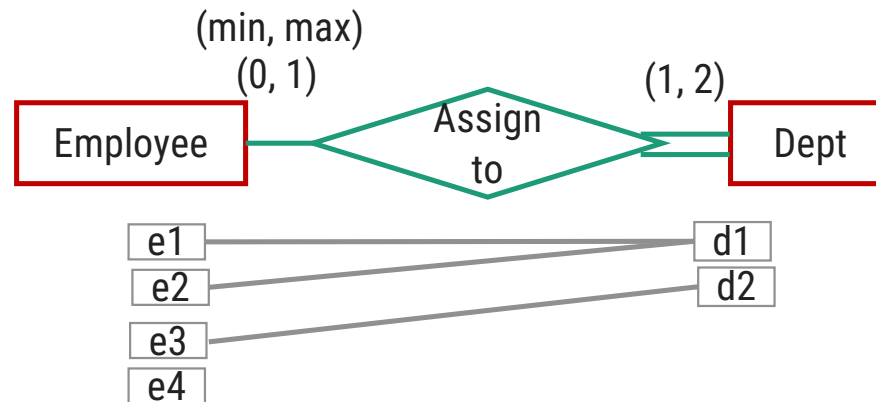 (min, max)
(0, 1)
(1, 2)
Employee
Assign
to
Dept
e1
d1
e2
d2
e3
e4